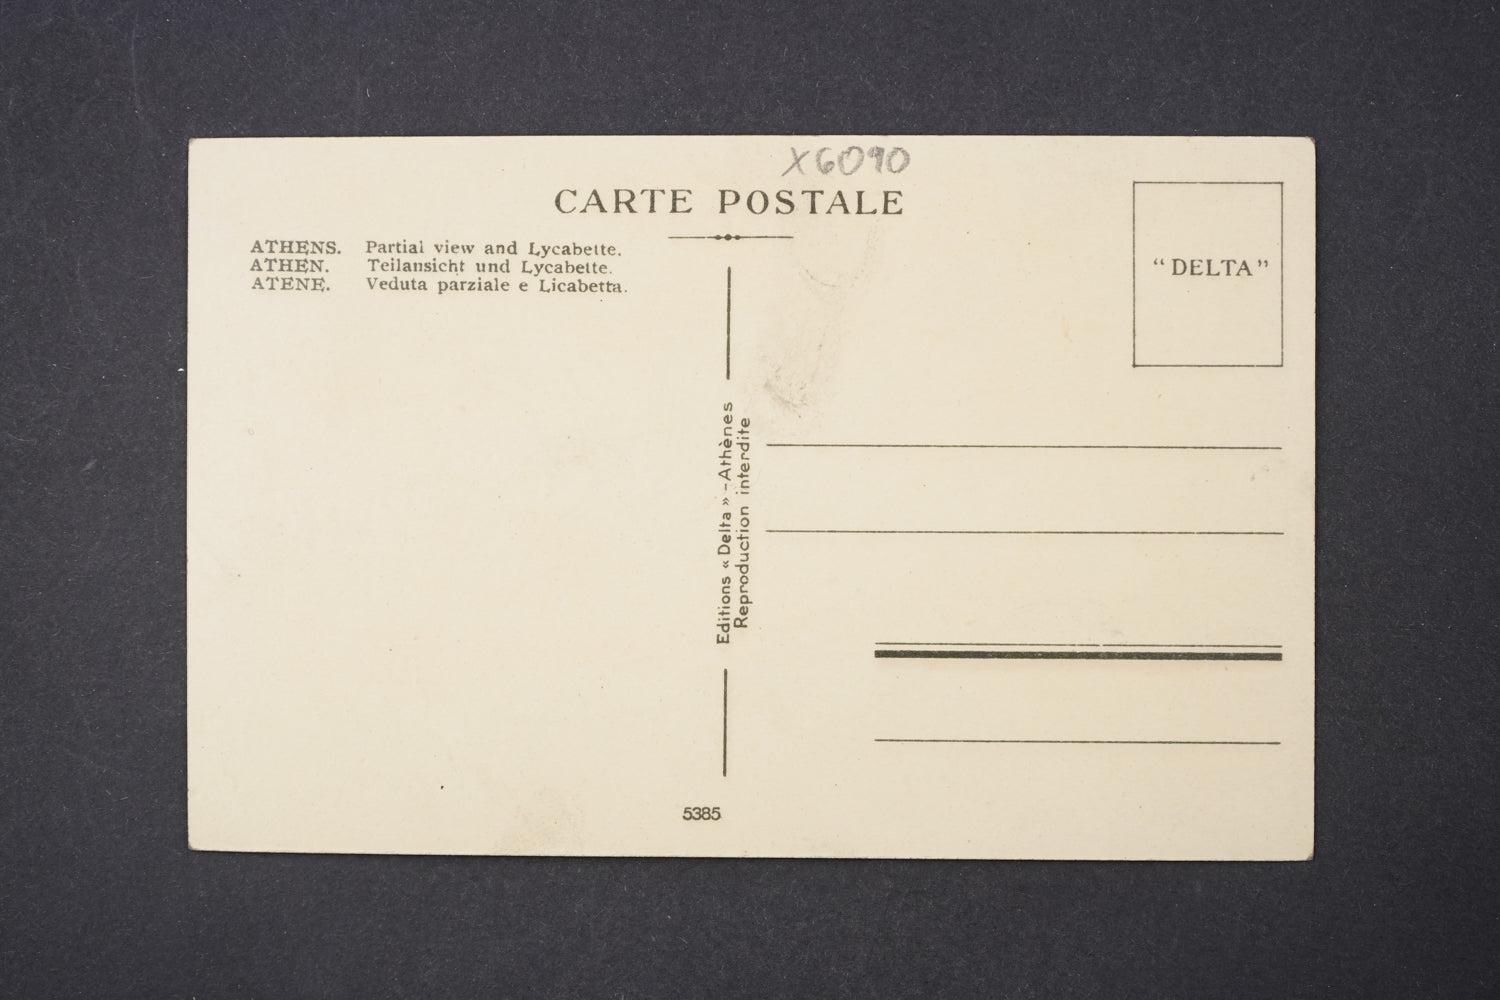 X6090
CARTE POSTALE
ATHENS. Partial view and Lycabette.
ATHEN. Teilansicht und Lycabette.
ATENE. Veduta parziale e Licabetta.
“DELTA”
Editions « Delta » - Athènes
Reproduction interdite
5385